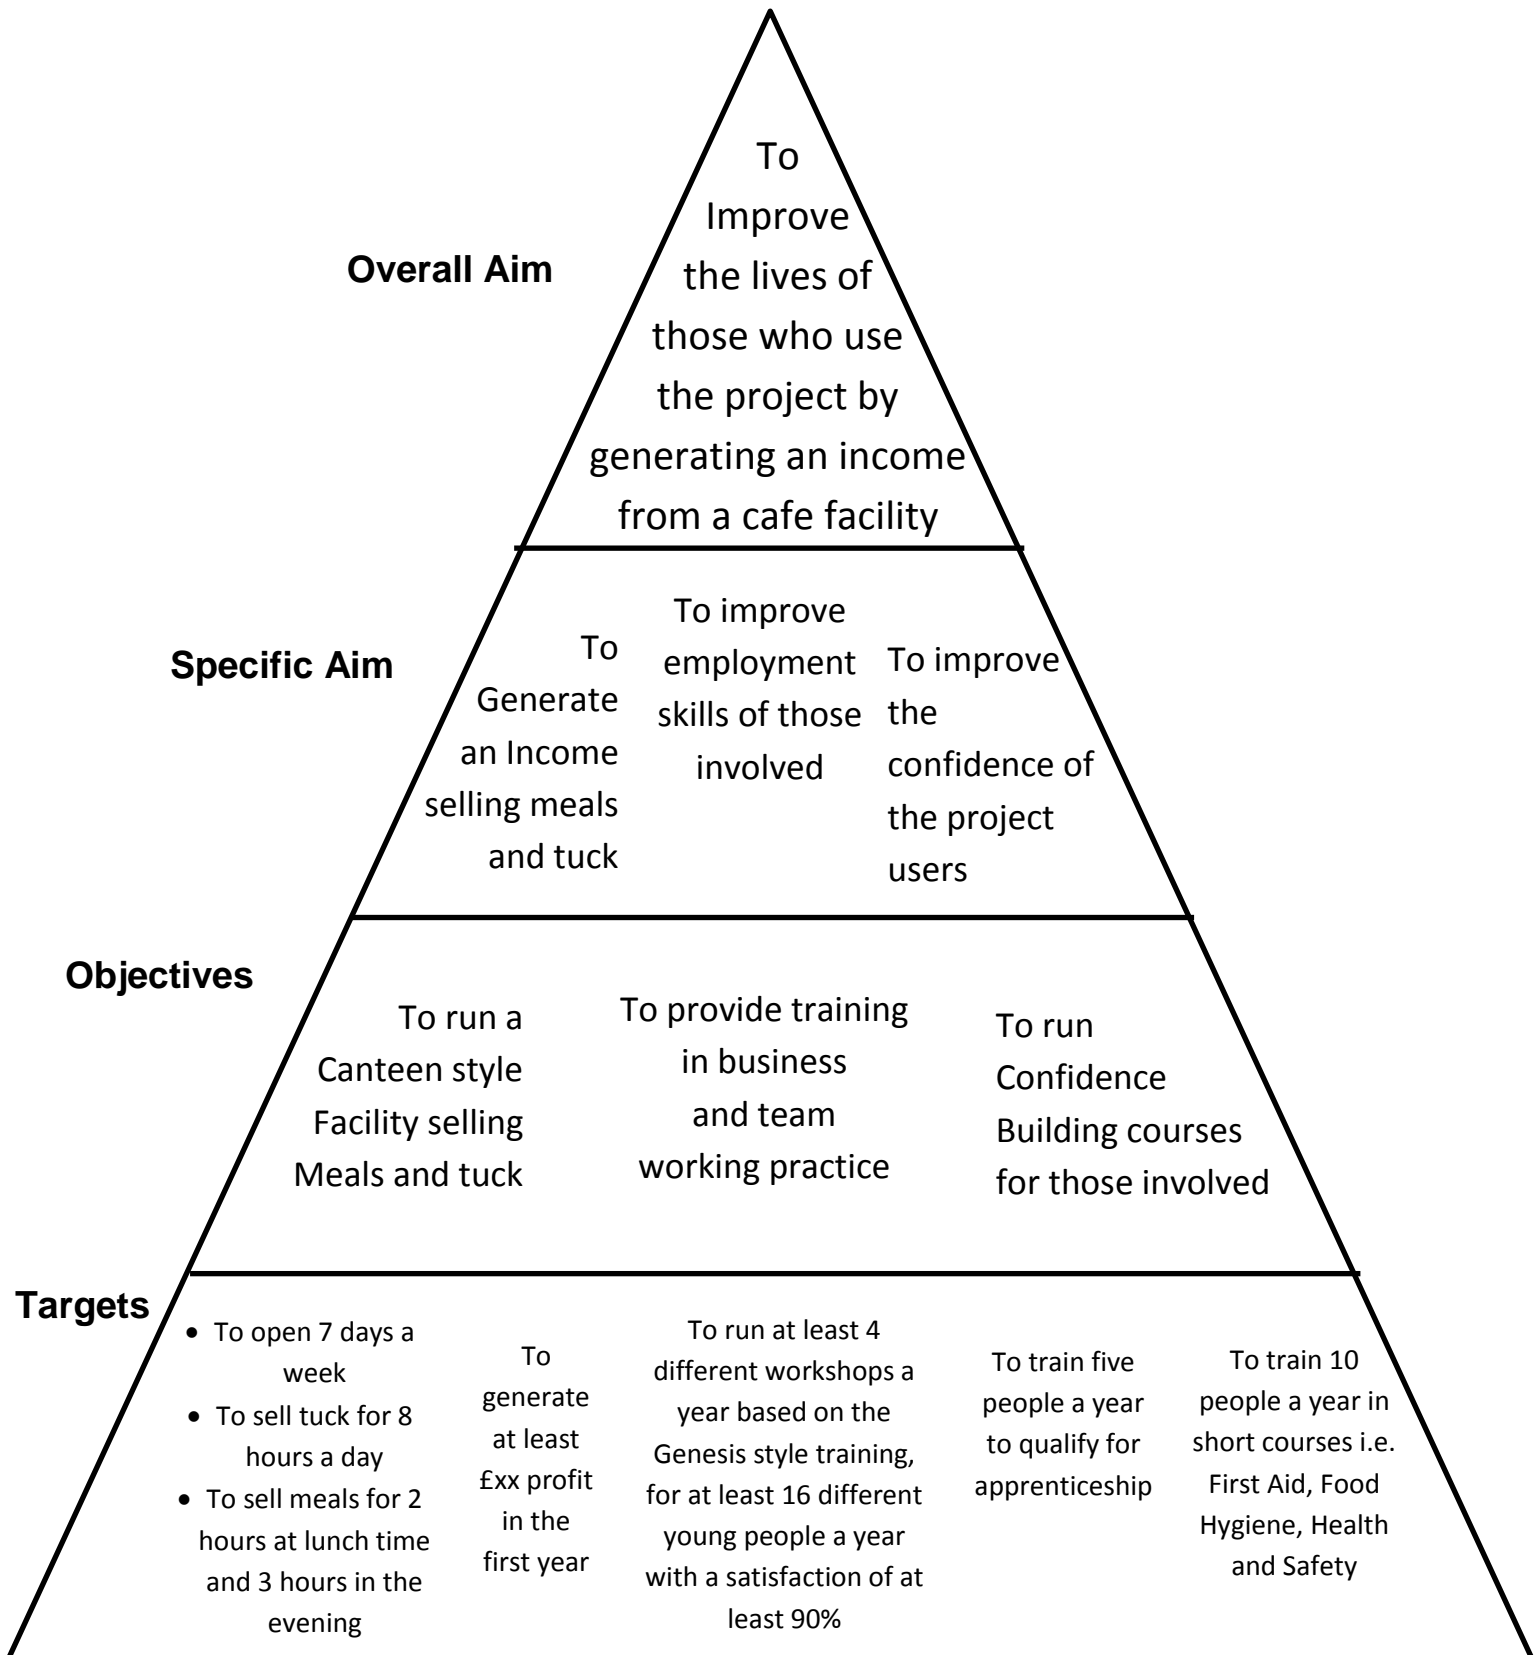 Overall Aim
To
Improve
the lives of
those who use
the project by
generating an income
from a cafe facility
Specific Aim
To
Generate
an Income
selling meals
and tuck
To improve
employment
skills of those
involved
To improve
the
confidence of
the project
users
Objectives
To run a
Canteen style
Facility selling
Meals and tuck
To provide training
in business
and team
working practice
To run
Confidence
Building courses
for those involved
Targets
• To open 7 days a
week
• To sell tuck for 8
hours a day
• To sell meals for 2
hours at lunch time
and 3 hours in the
evening
To
generate
at least
£xx profit
in the
first year
To run at least 4
different workshops a
year based on the
Genesis style training,
for at least 16 different
young people a year
with a satisfaction of at
least 90%
To train five
people a year
to qualify for
apprenticeship
To train 10
people a year in
short courses i.e.
First Aid, Food
Hygiene, Health
and Safety